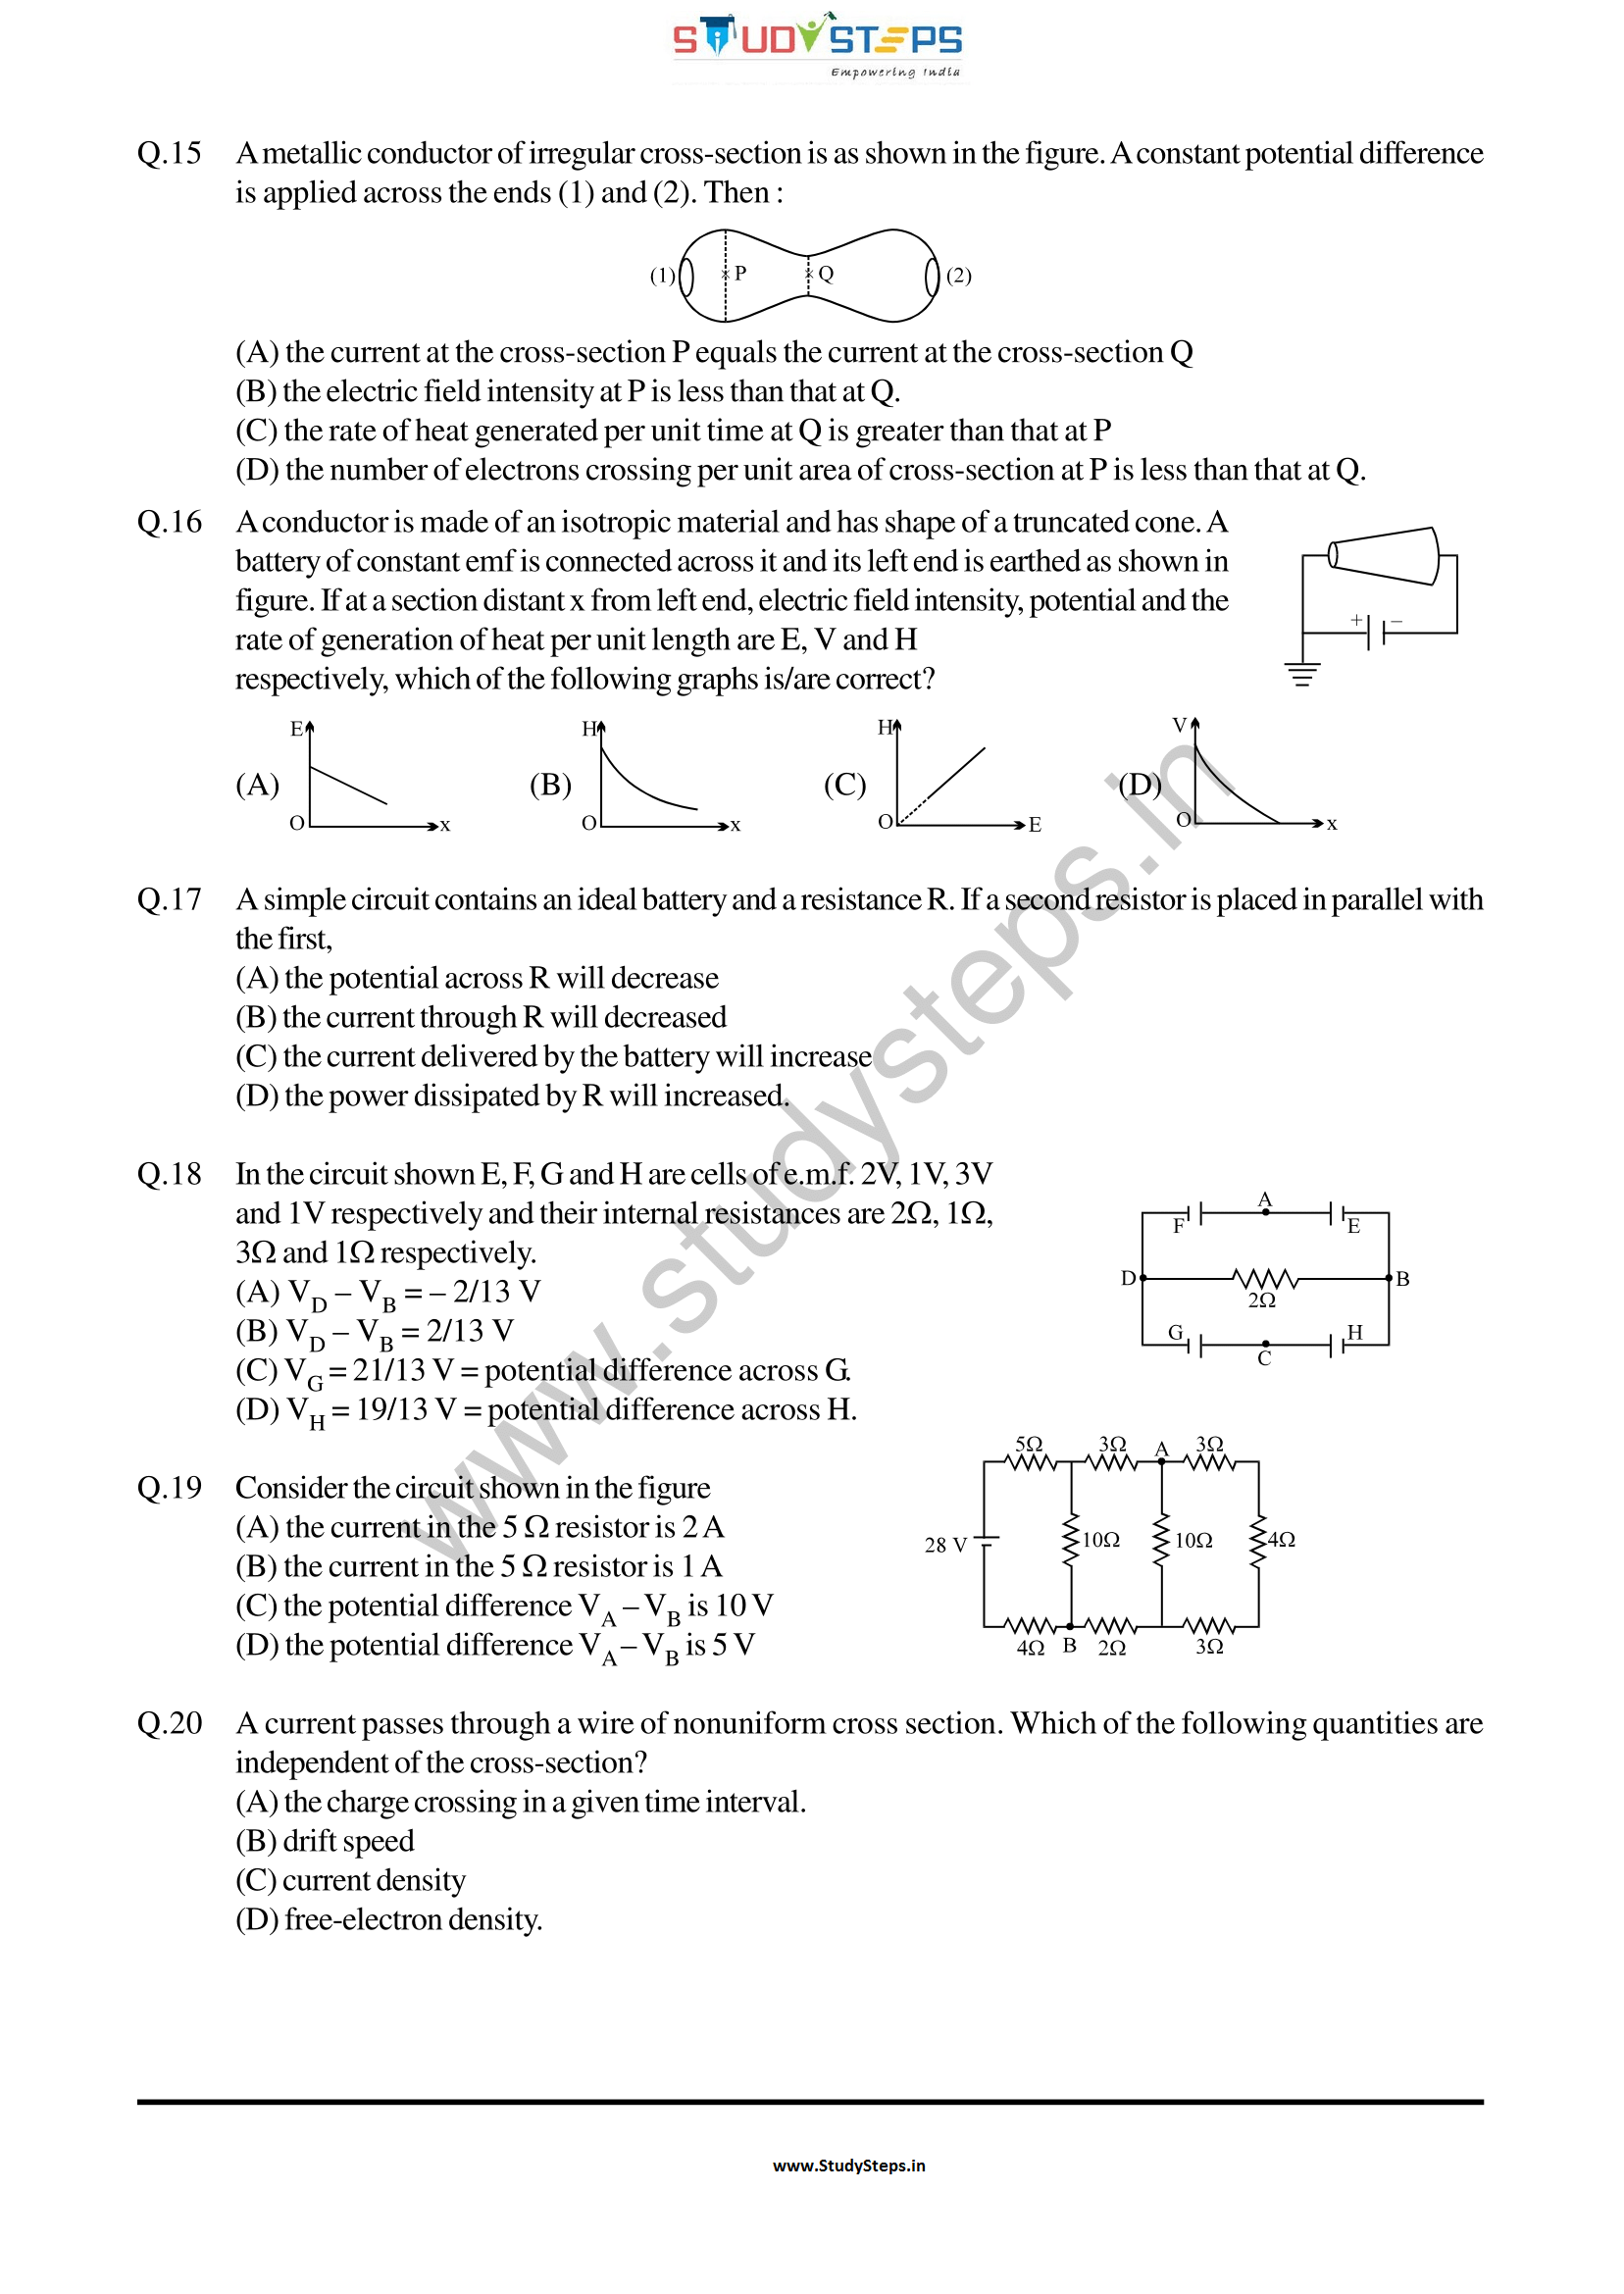 STUDYSTEPS
Empowering India
Q.15 A metallic conductor of irregular cross-section is as shown in the figure. A constant potential difference
is applied across the ends (1) and (2). Then :
(1) P Q (2)
(A) the current at the cross-section P equals the current at the cross-section Q
(B) the electric field intensity at P is less than that at Q.
(C) the rate of heat generated per unit time at Q is greater than that at P
(D) the number of electrons crossing per unit area of cross-section at P is less than that at Q.
Q.16 A conductor is made of an isotropic material and has shape of a truncated cone. A
battery of constant emf is connected across it and its left end is earthed as shown in
figure. If at a section distant x from left end, electric field intensity, potential and the
rate of generation of heat per unit length are E, V and H
respectively, which of the following graphs is/are correct?
+ –
(A) E O x (B) H O x (C) H O E (D) V O x
Q.17 A simple circuit contains an ideal battery and a resistance R. If a second resistor is placed in parallel with
the first,
(A) the potential across R will decrease
(B) the current through R will decreased
(C) the current delivered by the battery will increase
(D) the power dissipated by R will increased.
Q.18 In the circuit shown E, F, G and H are cells of e.m.f. 2V, 1V, 3V
and 1V respectively and their internal resistances are 2Ω, 1Ω,
3Ω and 1Ω respectively.
(A) V_D – V_B = – 2/13 V
(B) V_D – V_B = 2/13 V
(C) V_G = 21/13 V = potential difference across G.
(D) V_H = 19/13 V = potential difference across H.
A
F E
D B
2Ω
G H
C
Q.19 Consider the circuit shown in the figure
(A) the current in the 5 Ω resistor is 2 A
(B) the current in the 5 Ω resistor is 1 A
(C) the potential difference V_A – V_B is 10 V
(D) the potential difference V_A – V_B is 5 V
5Ω 3Ω A 3Ω
28 V 10Ω 10Ω 4Ω
4Ω B 2Ω 3Ω
Q.20 A current passes through a wire of nonuniform cross section. Which of the following quantities are
independent of the cross-section?
(A) the charge crossing in a given time interval.
(B) drift speed
(C) current density
(D) free-electron density.
www.studysteps.in
www.StudySteps.in